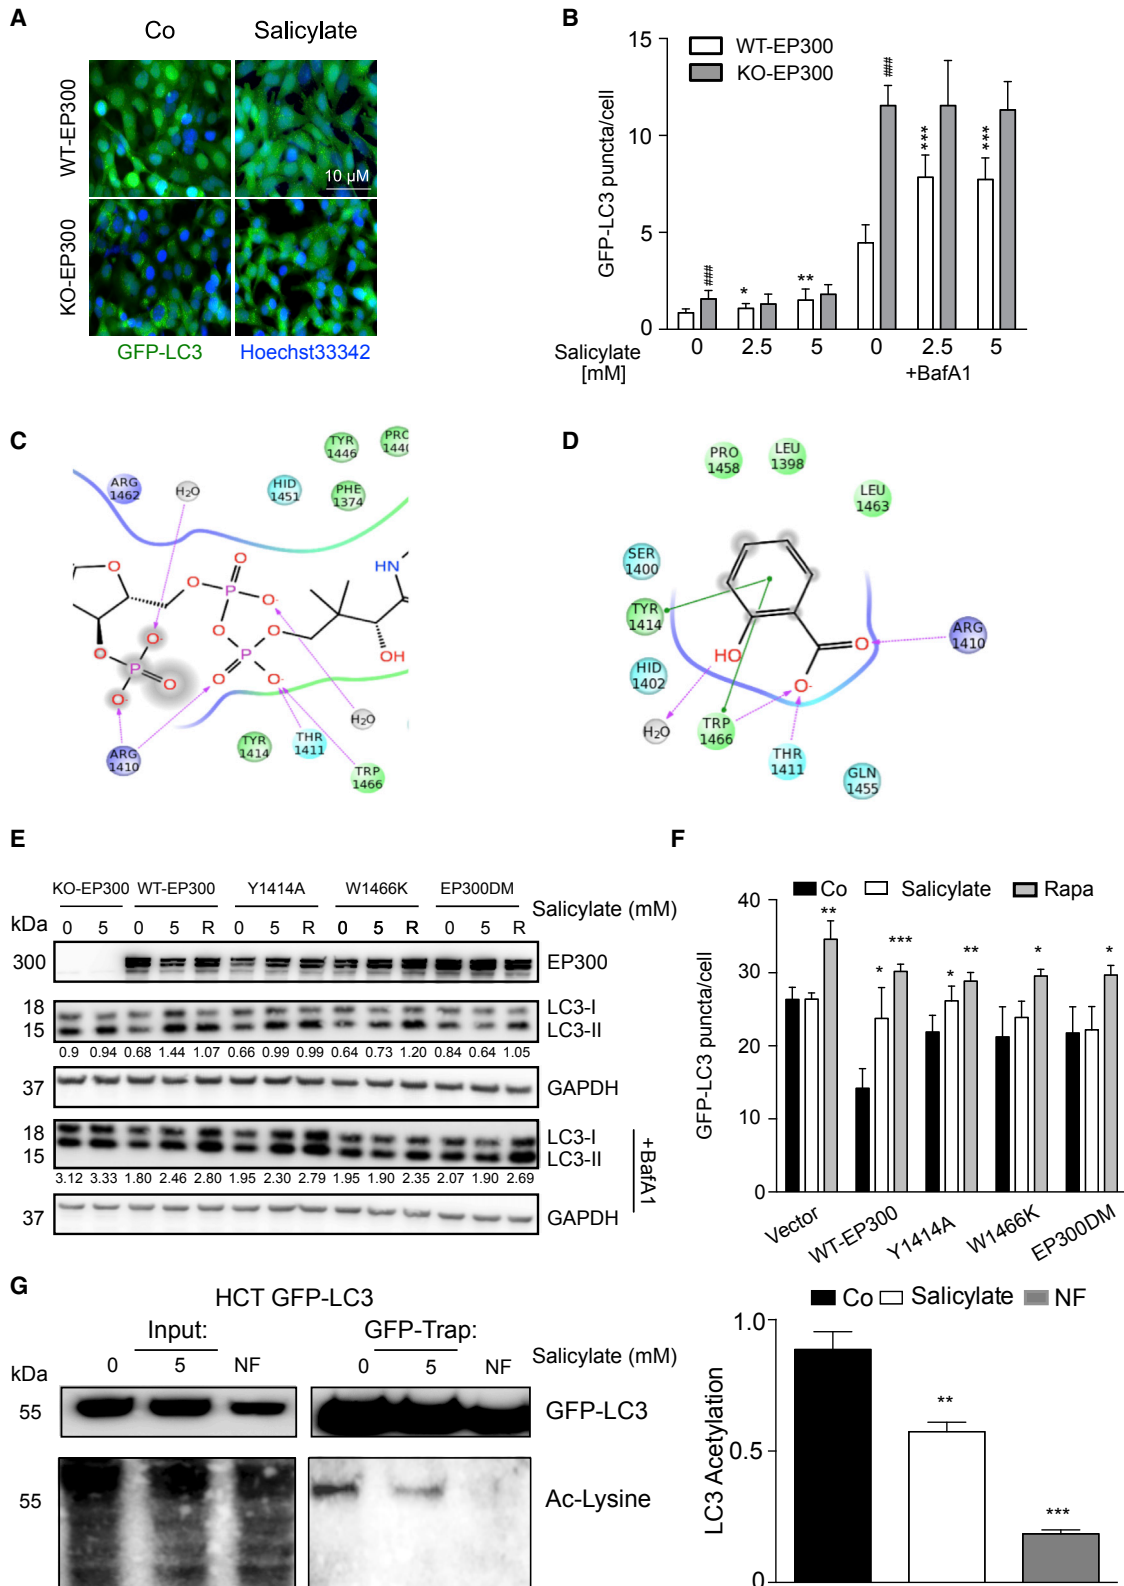 A
Co Salicylate
WT-EP300
KO-EP300
10 µM
GFP-LC3 Hoechst33342
B
WT-EP300
KO-EP300
GFP-LC3 puncta/cell
15
10
5
0
### * ** ### *** ***
Salicylate [mM]
0 2.5 5 0 2.5 5
+BafA1
C
TYR 1446
PRO 1440
ARG 1462
H₂O
HID 1451
PHE 1374
O O HN
O P O O-
O- O
O P O P O
O- O O O- OH
H₂O
ARG 1410
TYR 1414
THR 1411
TRP 1466
D
PRO 1458
LEU 1398
LEU 1463
SER 1400
TYR 1414
ARG 1410
HO O
HID 1402
O-
H₂O
TRP 1466
THR 1411
GLN 1455
E
KO-EP300 WT-EP300 Y1414A W1466K EP300DM
kDa 0 5 0 5 R 0 5 R 0 5 R 0 5 R Salicylate (mM)
300 EP300
18 LC3-I
15 LC3-II
0.9 0.94 0.68 1.44 1.07 0.66 0.99 0.99 0.64 0.73 1.20 0.84 0.64 1.05
37 GAPDH
18 LC3-I
15 LC3-II
3.12 3.33 1.80 2.46 2.80 1.95 2.30 2.79 1.95 1.90 2.35 2.07 1.90 2.69
37 GAPDH
+BafA1
F
Co Salicylate Rapa
GFP-LC3 puncta/cell
40
30
20
10
0
** * *** * ** * *
Vector WT-EP300 Y1414A W1466K EP300DM
G
HCT GFP-LC3
Input: GFP-Trap:
kDa 0 5 NF 0 5 NF Salicylate (mM)
55 GFP-LC3
55 Ac-Lysine
Co Salicylate NF
LC3 Acetylation
1.0
0.5
0
** ***